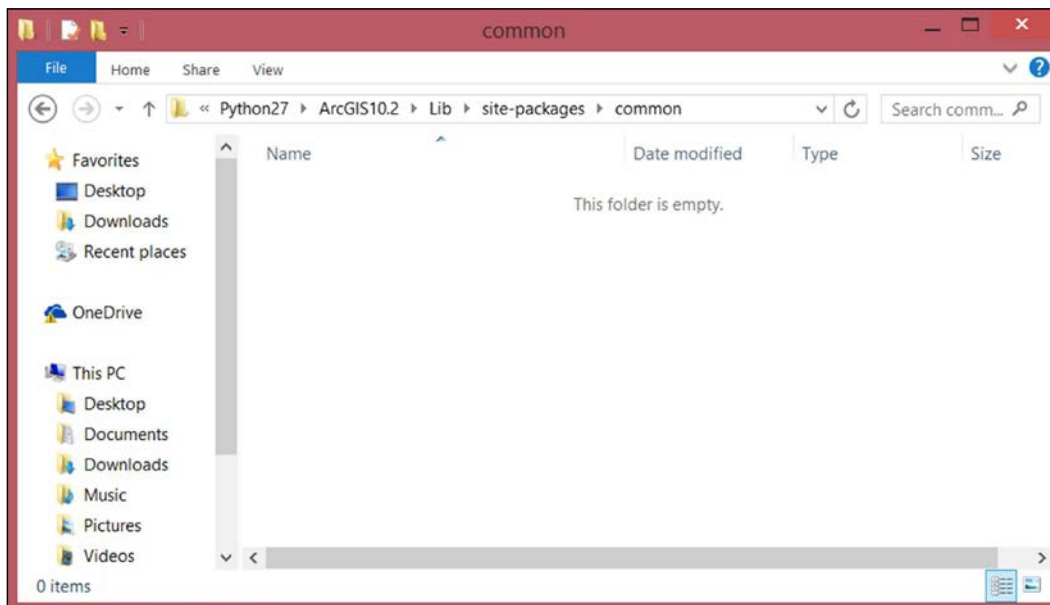 common
File Home Share View
« Python27 ArcGIS10.2 Lib site-packages common Search comm...
Favorites
Desktop
Downloads
Recent places
OneDrive
This PC
Desktop
Documents
Downloads
Music
Pictures
Videos
Name Date modified Type Size
This folder is empty.
0 items